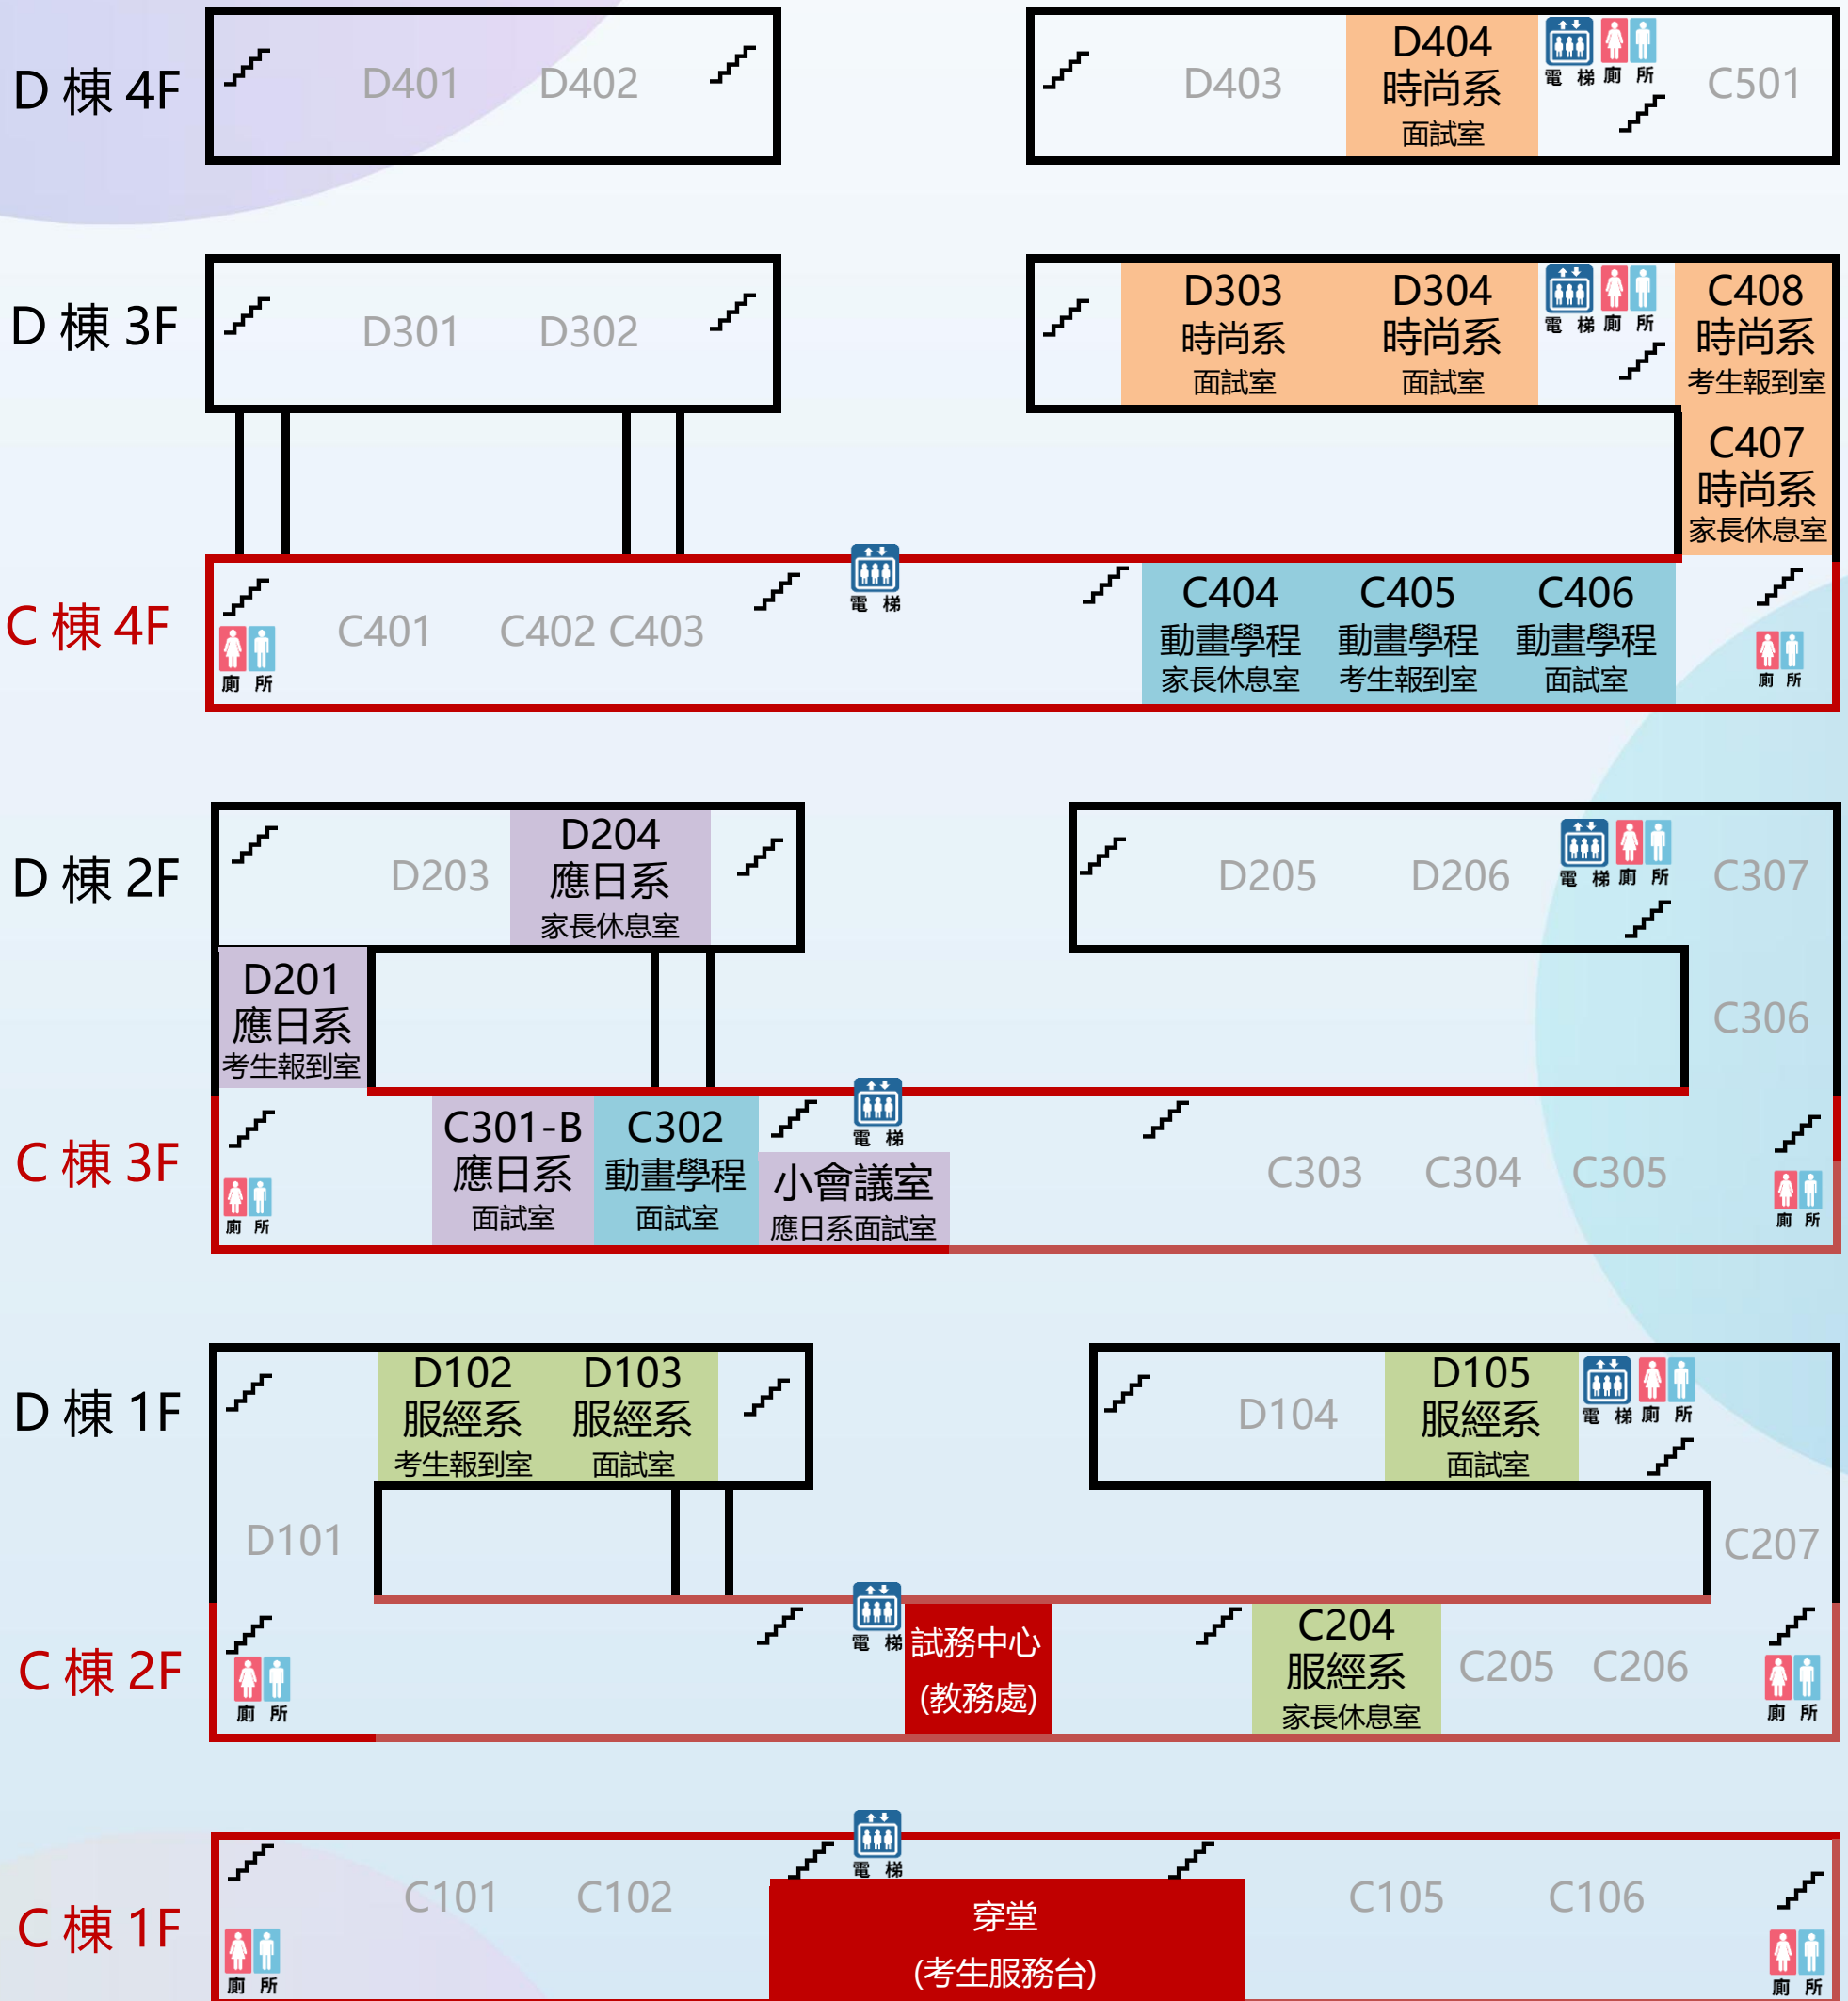 D 棟 4F
D401
D402
D403
D404
時尚系
面試室
電 梯
廁 所
C501
D 棟 3F
D301
D302
D303
時尚系
面試室
D304
時尚系
面試室
電 梯
廁 所
C408
時尚系
考生報到室
C407
時尚系
家長休息室
C 棟 4F
廁 所
C401
C402
C403
電 梯
C404
動畫學程
家長休息室
C405
動畫學程
考生報到室
C406
動畫學程
面試室
廁 所
D 棟 2F
D203
D204
應日系
家長休息室
D205
D206
電 梯
廁 所
C307
D201
應日系
考生報到室
C306
C 棟 3F
廁 所
C301-B
應日系
面試室
C302
動畫學程
面試室
電 梯
小會議室
應日系面試室
C303
C304
C305
廁 所
D 棟 1F
D102
服經系
考生報到室
D103
服經系
面試室
D104
D105
服經系
面試室
電 梯
廁 所
D101
C207
C 棟 2F
廁 所
電 梯
試務中心
(教務處)
C204
服經系
家長休息室
C205
C206
廁 所
C 棟 1F
廁 所
C101
C102
電 梯
穿堂
(考生服務台)
C105
C106
廁 所